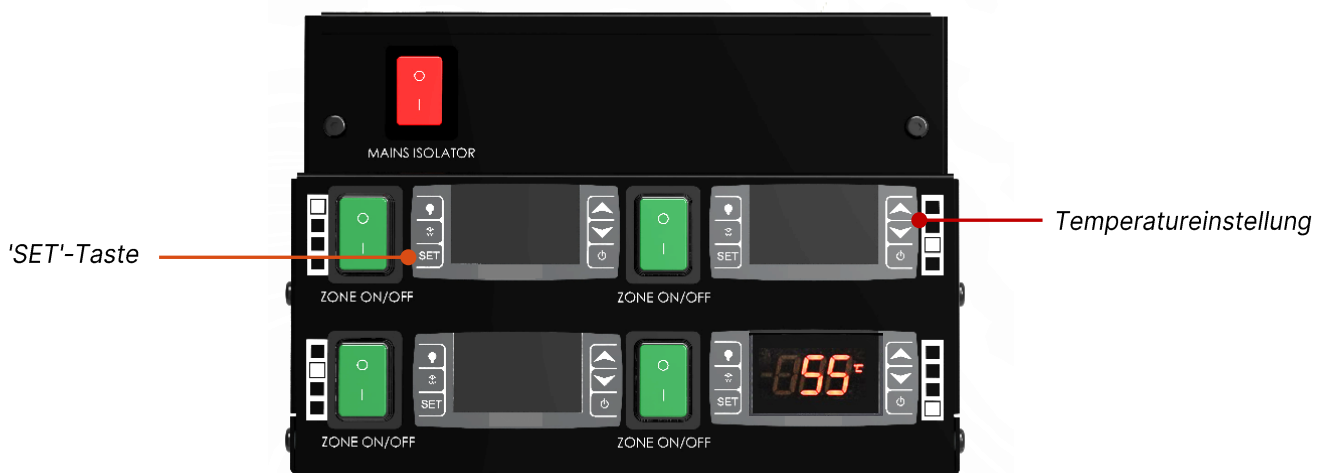 MAINS ISOLATOR
'SET'-Taste
Temperatureinstellung
SET
SET
ZONE ON/OFF
ZONE ON/OFF
SET
55 °C
SET
ZONE ON/OFF
ZONE ON/OFF